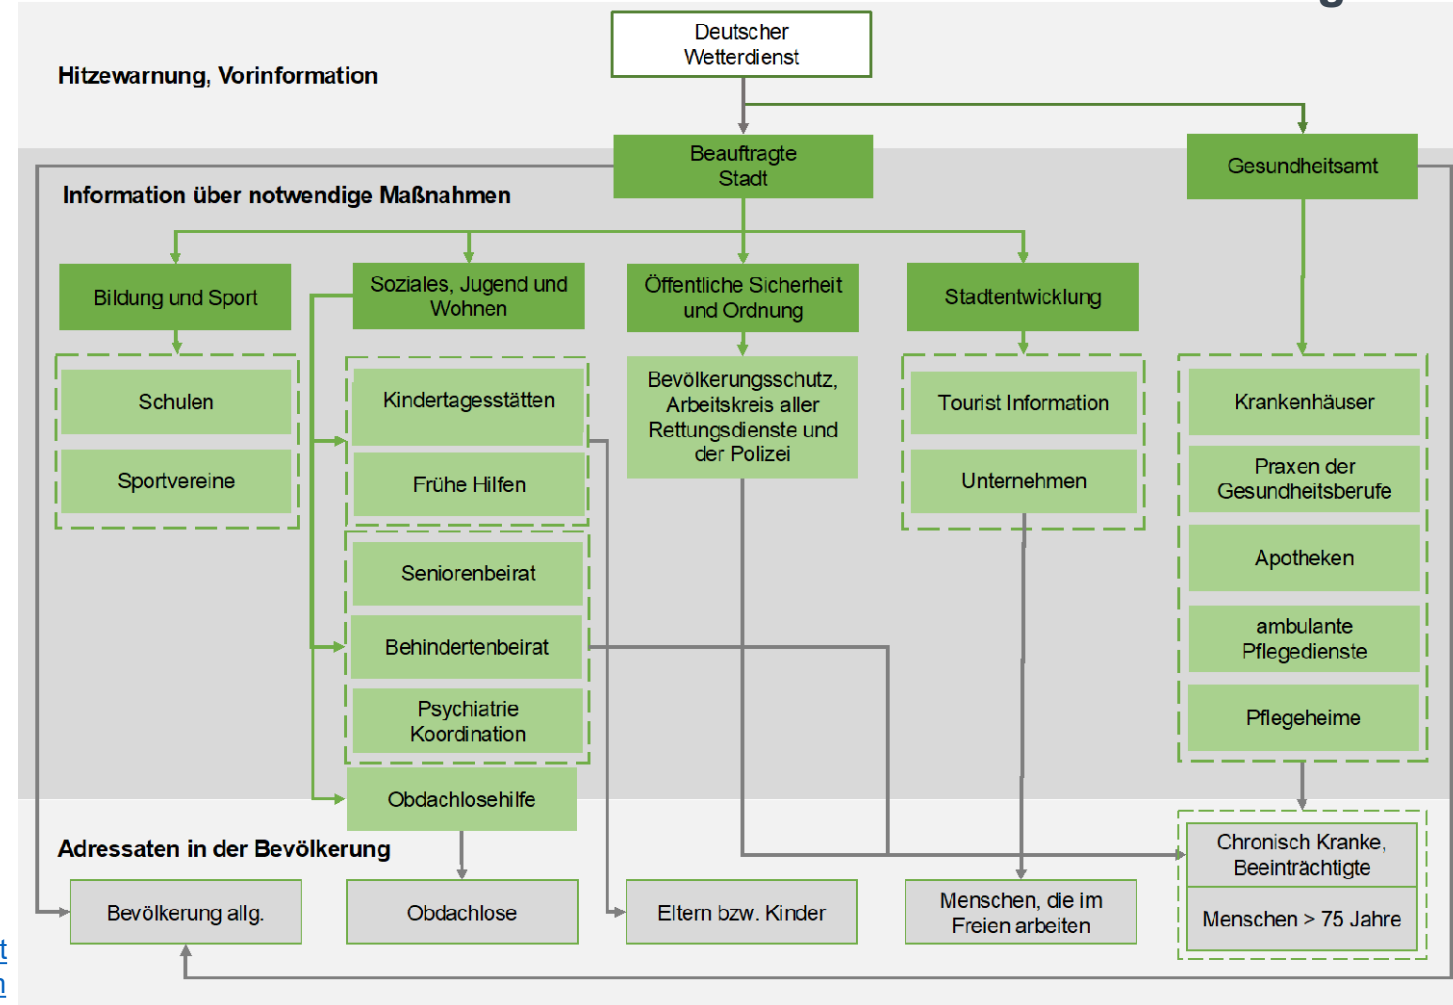 g
Deutscher
Wetterdienst
Hitzewarnung, Vorinformation
Beauftragte
Stadt
Gesundheitsamt
Information über notwendige Maßnahmen
Bildung und Sport
Soziales, Jugend und
Wohnen
Öffentliche Sicherheit
und Ordnung
Stadtentwicklung
Schulen
Sportvereine
Kindertagesstätten
Frühe Hilfen
Seniorenbeirat
Behindertenbeirat
Psychiatrie
Koordination
Obdachlosehilfe
Bevölkerungsschutz,
Arbeitskreis aller
Rettungsdienste und
der Polizei
Tourist Information
Unternehmen
Krankenhäuser
Praxen der
Gesundheitsberufe
Apotheken
ambulante
Pflegedienste
Pflegeheime
Adressaten in der Bevölkerung
Bevölkerung allg.
Obdachlose
Eltern bzw. Kinder
Menschen, die im
Freien arbeiten
Chronisch Kranke,
Beeinträchtigte
Menschen > 75 Jahre
t
n